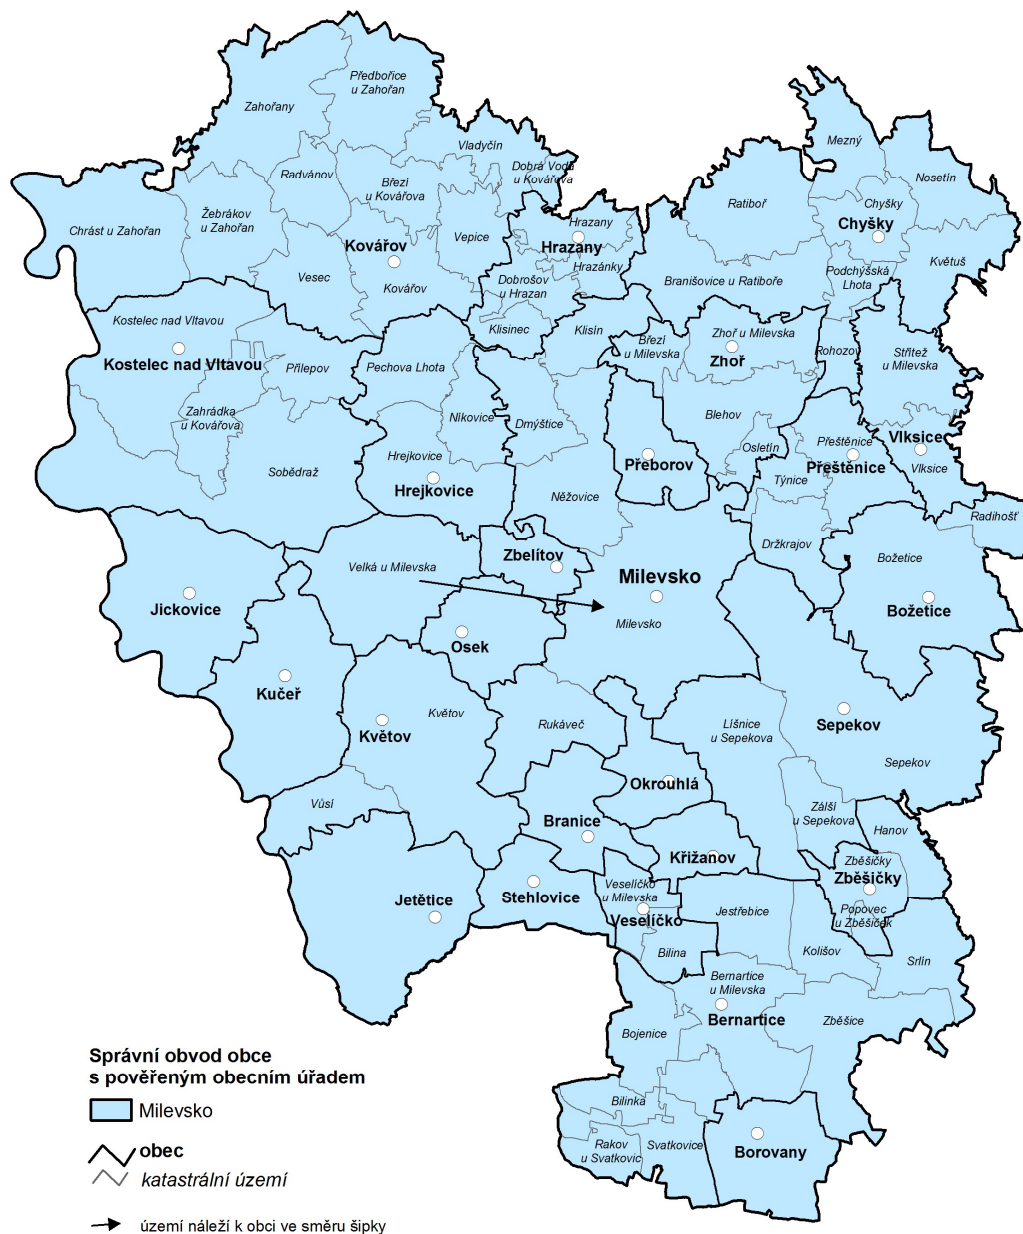 Předbořice
u Zahořan
Zahořany
Mezný
Vladyčín
Dobrá Voda
u Kovářova
Radvánov
Březí
u Kovářova
Nosetín
Ratiboř
Chyšky
Chyšky
Žebrákov
u Zahořan
Chrást u Zahořan
Hrazany
Hrazany
Kovářov
Vepice
Vesec
Kovářov
Hrazánky
Dobrošov
u Hrazan
Branišovice u Ratiboře
Podchýšská
Lhota
Květuš
Kostelec nad Vltavou
Kostelec nad Vltavou
Klisinec
Klisín
Březí
u Milevska
Zhoř u Milevska
Zhoř
Rohozov
Střítež
u Milevska
Přílepov
Pechova Lhota
Zahrádka
u Kovářova
Níkovice
Dmýštice
Blehov
Osletín
Přeštěnice
Přeštěnice
Vlksice
Vlksice
Hrejkovice
Hrejkovice
Sobědraž
Přeborov
Týnice
Něžovice
Radihošť
Držkrajov
Božetice
Božetice
Zbelítov
Velká u Milevska
Milevsko
Milevsko
Jickovice
Osek
Kučeř
Květov
Květov
Rukáveč
Líšnice
u Sepekova
Sepekov
Sepekov
Okrouhlá
Vůsí
Zálší
u Sepekova
Branice
Hanov
Křižanov
Zběšičky
Zběšičky
Jetětice
Stehlovice
Veselíčko
u Milevska
Veselíčko
Jestřebice
Popovec
u Zběšiček
Bilina
Kolišov
Srlín
Bernartice
u Milevska
Bernartice
Bojenice
Zběšice
Bilinka
Rakov
u Svatkovic
Svatkovice
Borovany
Správní obvod obce
s pověřeným obecním úřadem
Milevsko
obec
katastrální území
území náleží k obci ve směru šipky